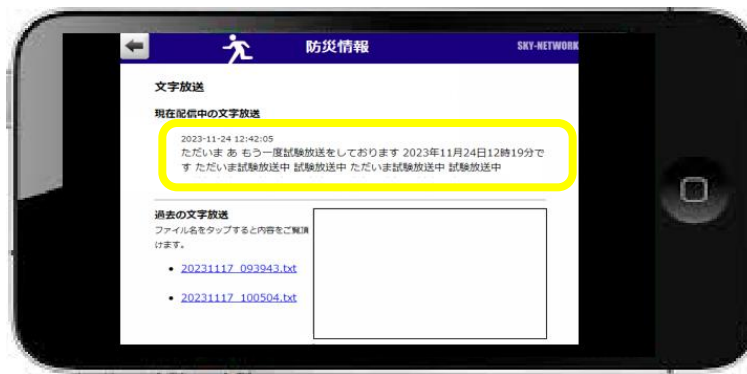 防災情報
SKY-NETWORK
文字放送
現在配信中の文字放送
2023-11-24 12:42:05
ただいま あ もう一度試験放送をしております 2023年11月24日12時19分で
す ただいま試験放送中 試験放送中 ただいま試験放送中 試験放送中
過去の文字放送
ファイル名をタップすると内容をご覧頂
けます。
20231117_093943.txt
20231117_100504.txt